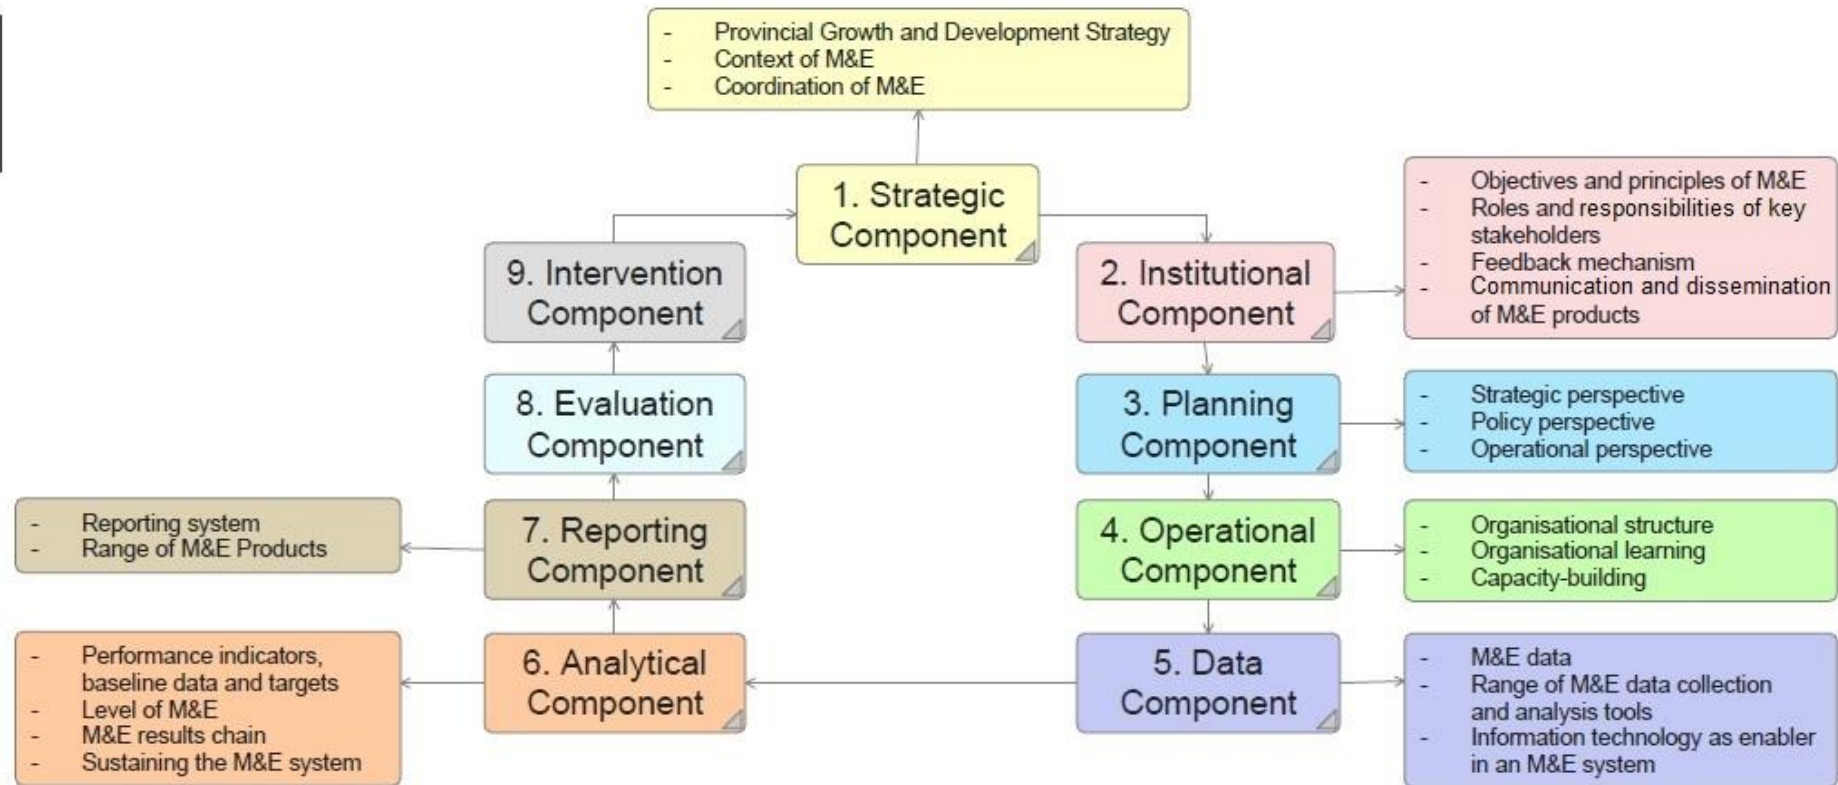 - Provincial Growth and Development Strategy
- Context of M&E
- Coordination of M&E
1. Strategic
Component
2. Institutional
Component
- Objectives and principles of M&E
- Roles and responsibilities of key
stakeholders
- Feedback mechanism
- Communication and dissemination
of M&E products
3. Planning
Component
- Strategic perspective
- Policy perspective
- Operational perspective
4. Operational
Component
- Organisational structure
- Organisational learning
- Capacity-building
5. Data
Component
- M&E data
- Range of M&E data collection
and analysis tools
- Information technology as enabler
in an M&E system
6. Analytical
Component
- Performance indicators,
baseline data and targets
- Level of M&E
- M&E results chain
- Sustaining the M&E system
7. Reporting
Component
- Reporting system
- Range of M&E Products
8. Evaluation
Component
9. Intervention
Component